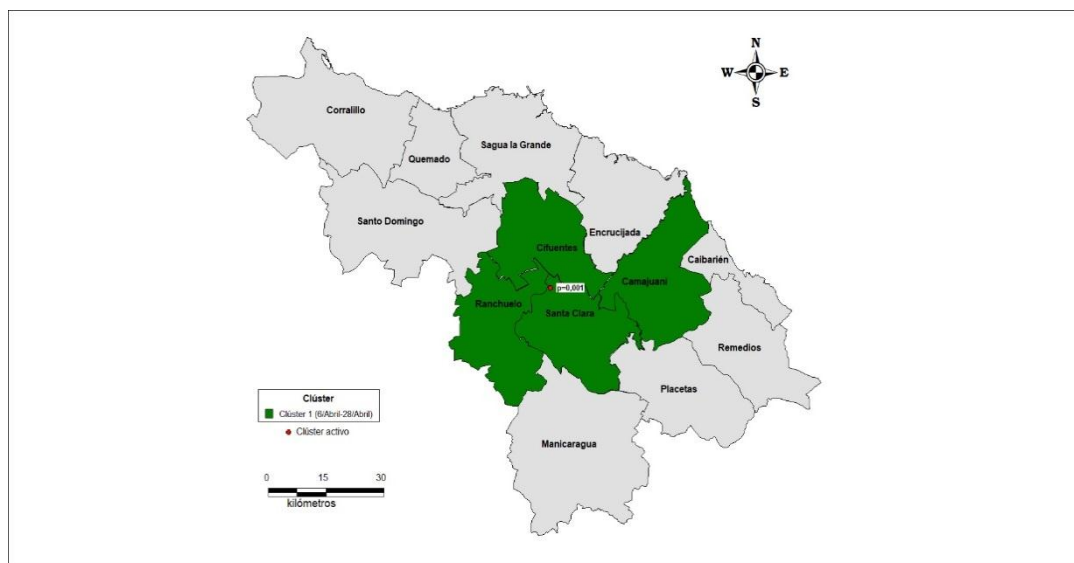 N
W E
S
Corralillo
Sagua la Grande
Quemado
Santo Domingo
Encrucijada
Cifuentes
Caibarién
Camajuaní
p=0,001
Ranchuelo
Santa Clara
Remedios
Placetas
Manicaragua
Clúster
Clúster 1 (6/Abril-28/Abril)
Clúster activo
0 15 30
kilómetros